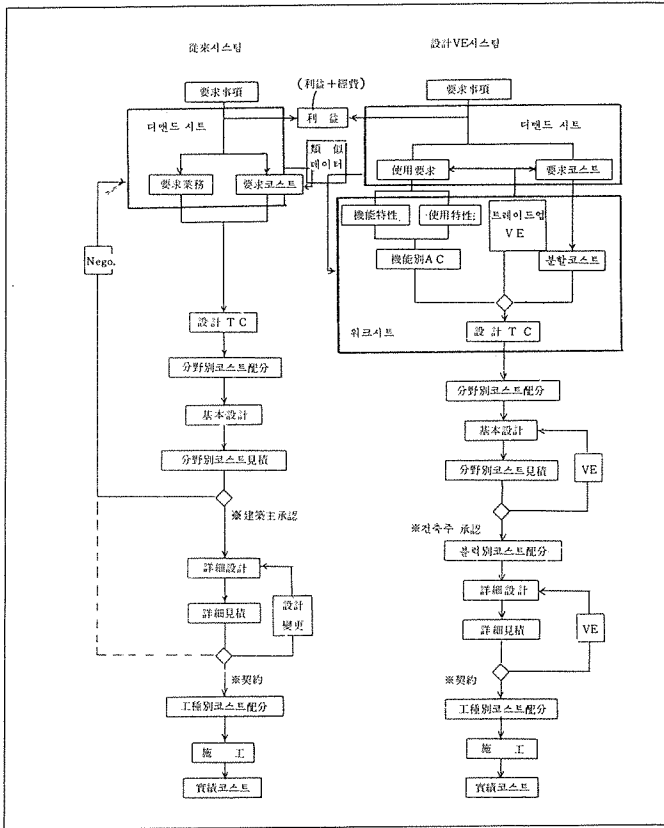 從來시스팀
要求事項
(利益+經費)
利 益
디맨드 시트
類 似
데이터
要求業務
要求코스트
Nego.
設計 T C
分野別코스트配分
基本設計
分野別코스트見積
※建築主承認
詳細設計
設計
變更
詳細見積
※契約
工種別코스트配分
施 工
實績코스트
設計VE시스팀
要求事項
디맨드 시트
使用要求
要求코스트
機能特性
使用特性
트레이드업
V E
機能別A C
분할코스트
워크시트
設計 T C
分野別코스트配分
基本設計
VE
分野別코스트見積
※건축주 承認
블럭別코스트配分
詳細設計
VE
詳細見積
※契約
工種別코스트配分
施 工
實績코스트